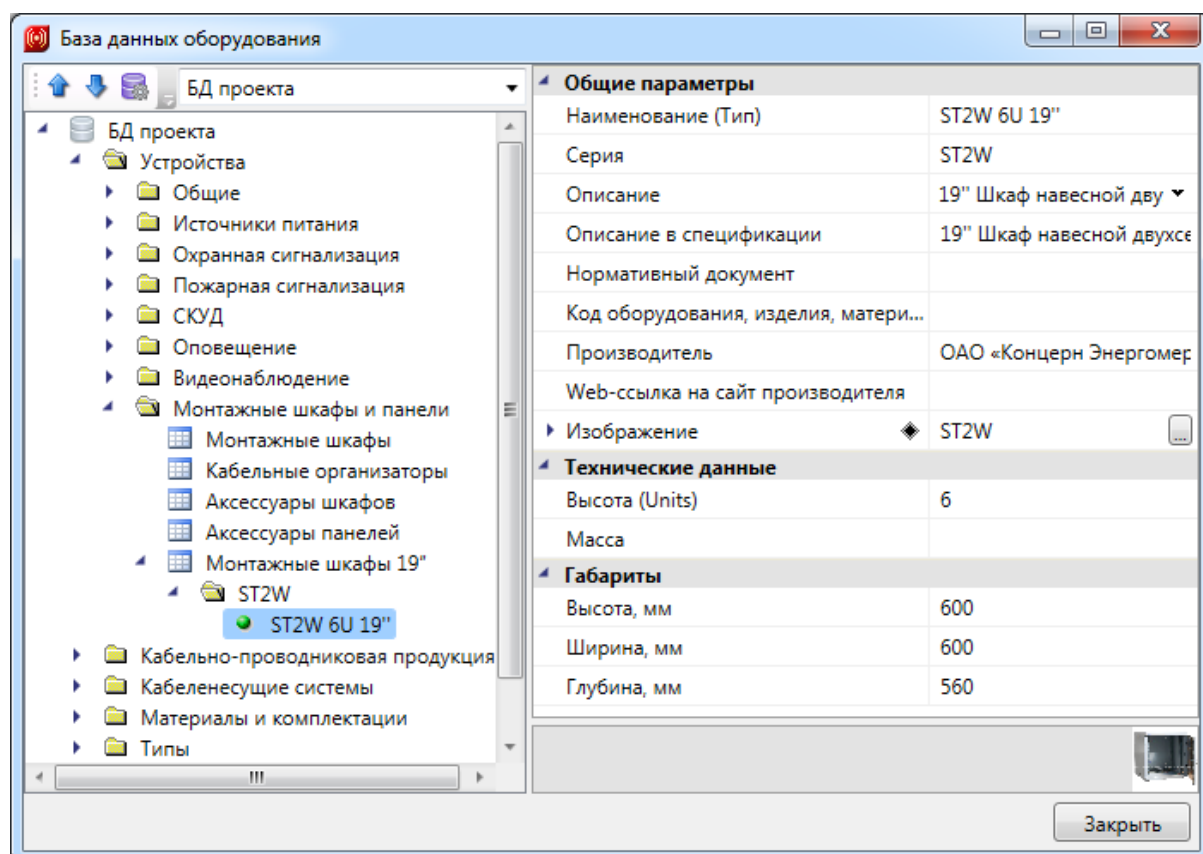 База данных оборудования
БД проекта
БД проекта
Устройства
Общие
Источники питания
Охранная сигнализация
Пожарная сигнализация
СКУД
Оповещение
Видеонаблюдение
Монтажные шкафы и панели
Монтажные шкафы
Кабельные организаторы
Аксессуары шкафов
Аксессуары панелей
Монтажные шкафы 19"
ST2W
ST2W 6U 19''
Кабельно-проводниковая продукция
Кабеленесущие системы
Материалы и комплектации
Типы
Общие параметры
Наименование (Тип) ST2W 6U 19''
Серия ST2W
Описание 19'' Шкаф навесной дву
Описание в спецификации 19'' Шкаф навесной двухсе
Нормативный документ
Код оборудования, изделия, матери...
Производитель ОАО «Концерн Энергомер
Web-ссылка на сайт производителя
Изображение ST2W ...
Технические данные
Высота (Units) 6
Масса
Габариты
Высота, мм 600
Ширина, мм 600
Глубина, мм 560
Закрыть